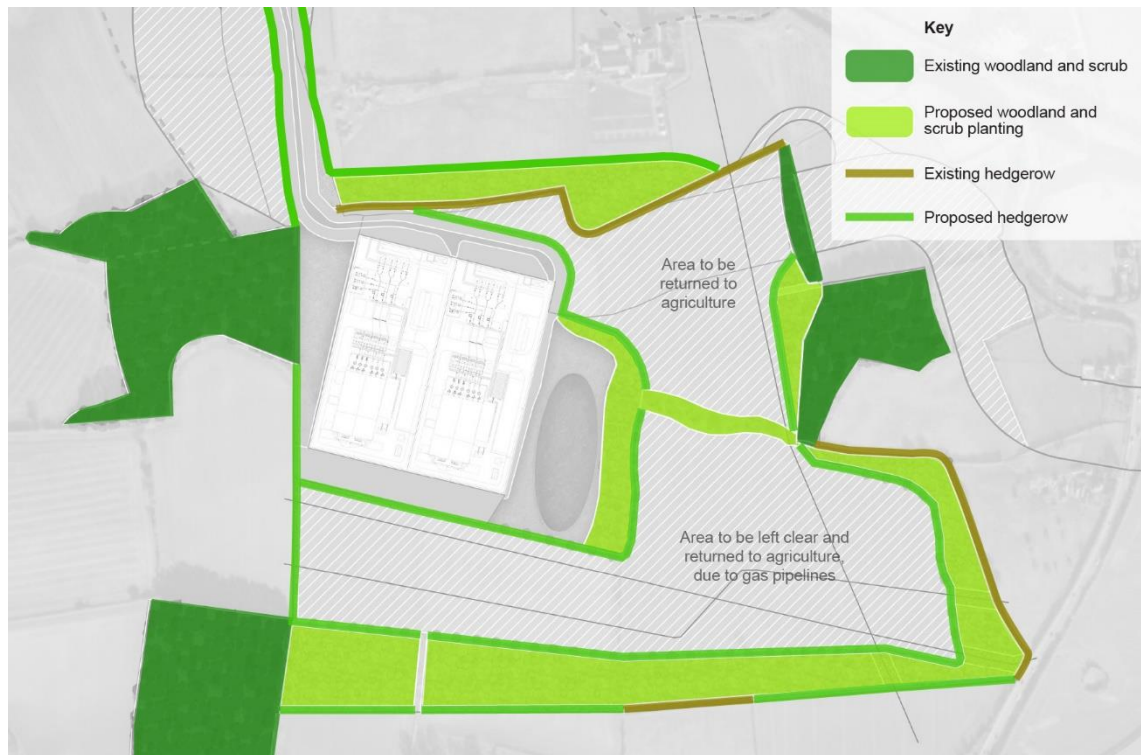 Key
Existing woodland and scrub
Proposed woodland and
scrub planting
Existing hedgerow
Proposed hedgerow
Area to be
returned to
agriculture
Area to be left clear and
returned to agriculture,
due to gas pipelines